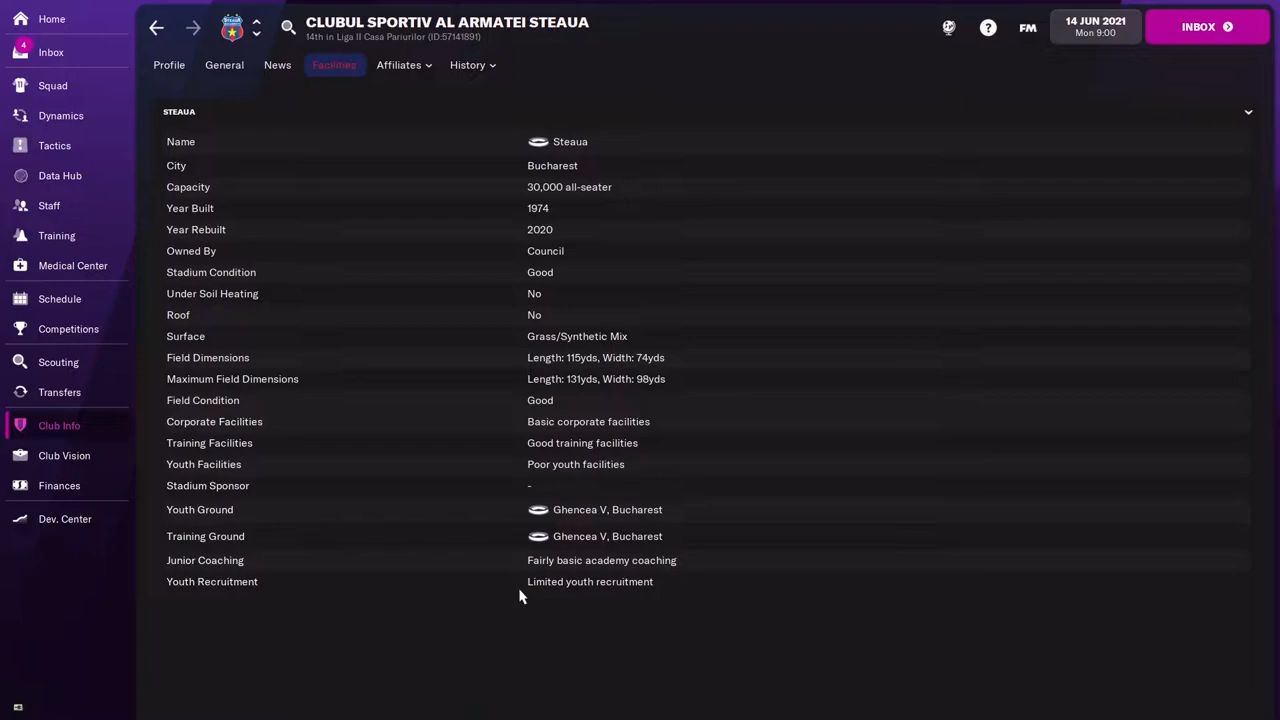 CLUBUL SPORTIV AL ARMATEI STEAUA
14th in Liga II Casa Pariurilor (ID:57141891)
FM
14 JUN 2021
Mon 9:00
INBOX
Profile
General
News
Facilities
Affiliates
History
Home
4
Inbox
Squad
Dynamics
Tactics
Data Hub
Staff
Training
Medical Center
Schedule
Competitions
Scouting
Transfers
Club Info
Club Vision
Finances
Dev. Center
STEAUA
Name Steaua
City Bucharest
Capacity 30,000 all-seater
Year Built 1974
Year Rebuilt 2020
Owned By Council
Stadium Condition Good
Under Soil Heating No
Roof No
Surface Grass/Synthetic Mix
Field Dimensions Length: 115yds, Width: 74yds
Maximum Field Dimensions Length: 131yds, Width: 98yds
Field Condition Good
Corporate Facilities Basic corporate facilities
Training Facilities Good training facilities
Youth Facilities Poor youth facilities
Stadium Sponsor -
Youth Ground Ghencea V, Bucharest
Training Ground Ghencea V, Bucharest
Junior Coaching Fairly basic academy coaching
Youth Recruitment Limited youth recruitment